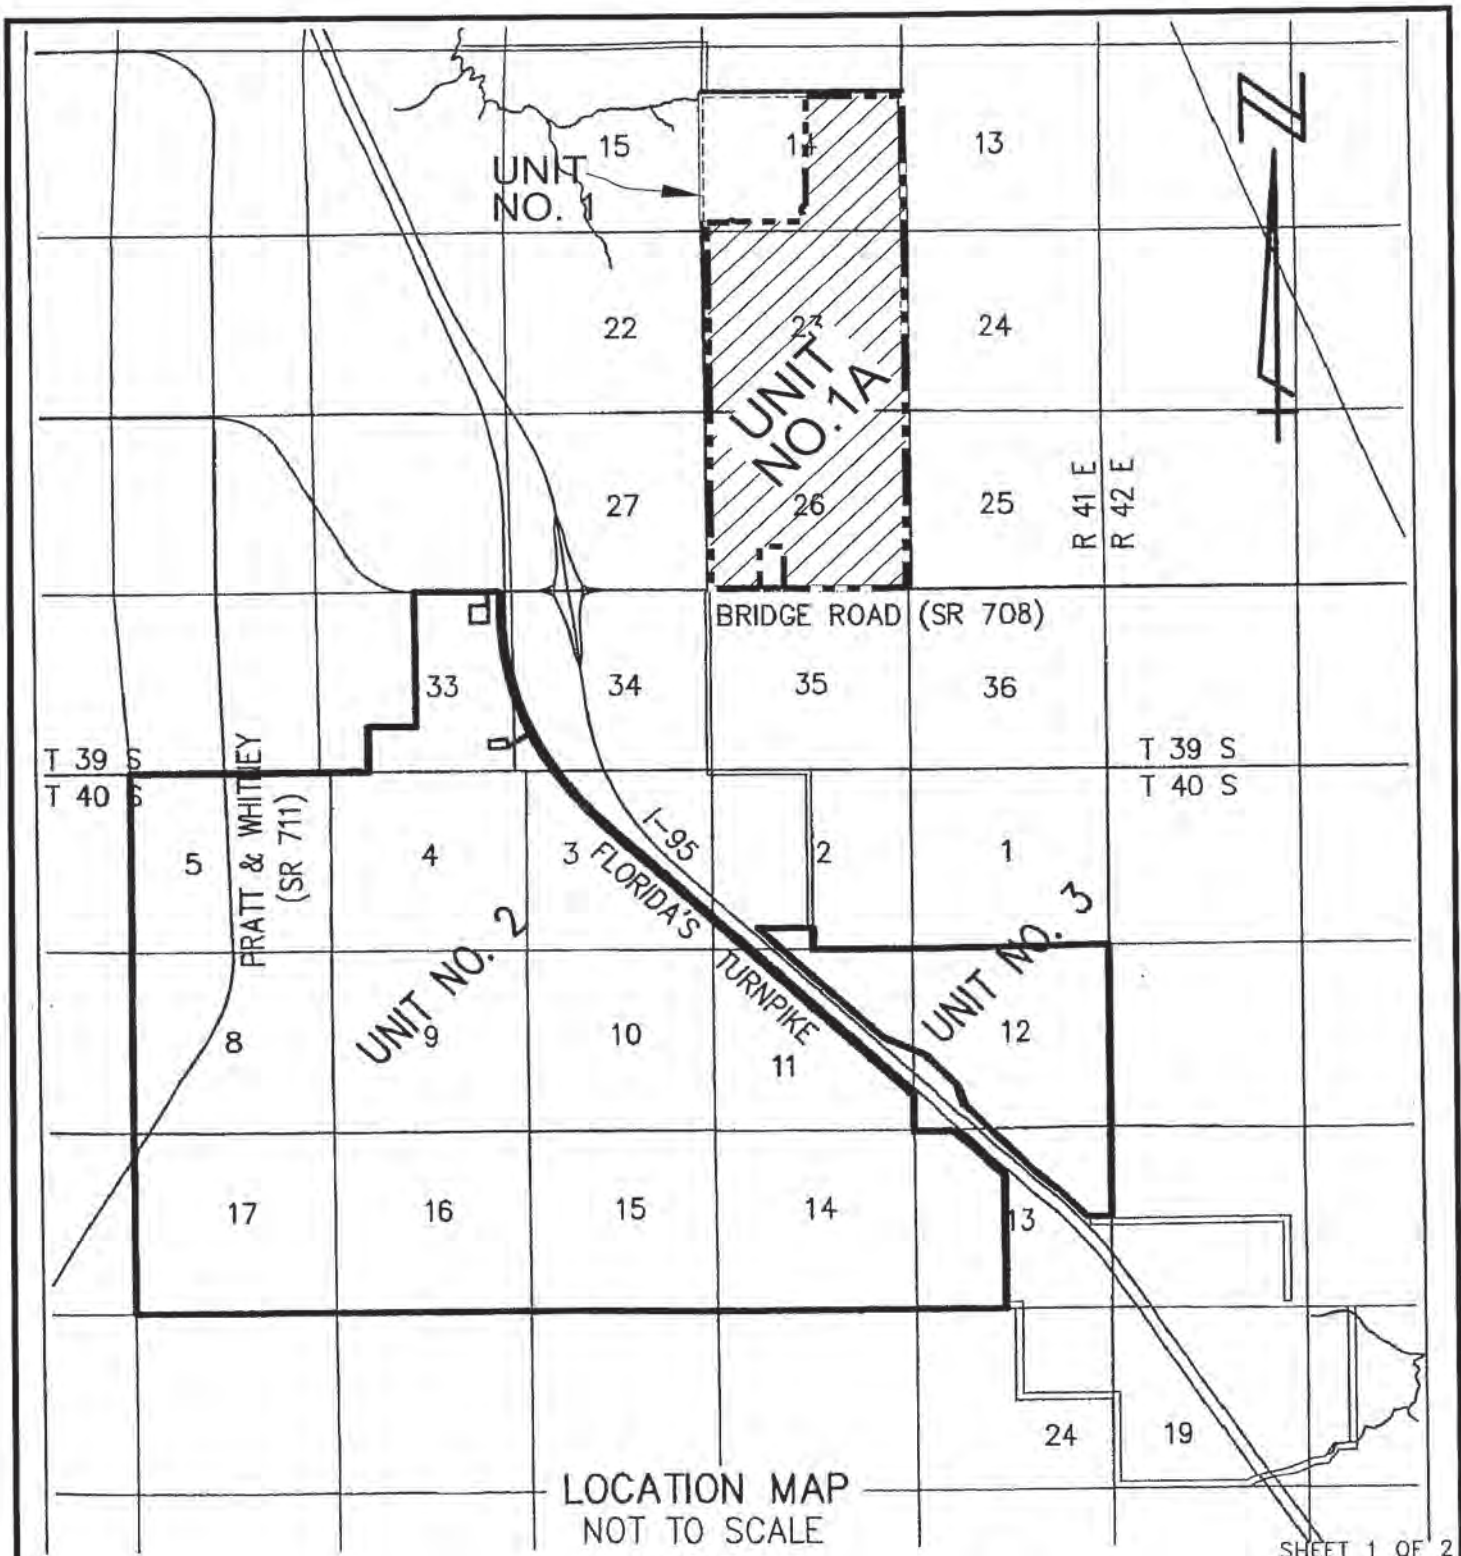 15
14
13
UNIT
NO. 1
22
23
24
UNIT
NO. 1A
27
26
25
R 41 E
R 42 E
BRIDGE ROAD (SR 708)
33
34
35
36
T 39 S
T 40 S
T 39 S
T 40 S
PRATT & WHITNEY
(SR 711)
I-95
FLORIDA'S
TURNPIKE
5
4
3
2
1
UNIT NO. 2
UNIT NO. 3
8
9
10
11
12
17
16
15
14
13
24
19
LOCATION MAP
NOT TO SCALE
SHEET 1 OF 2